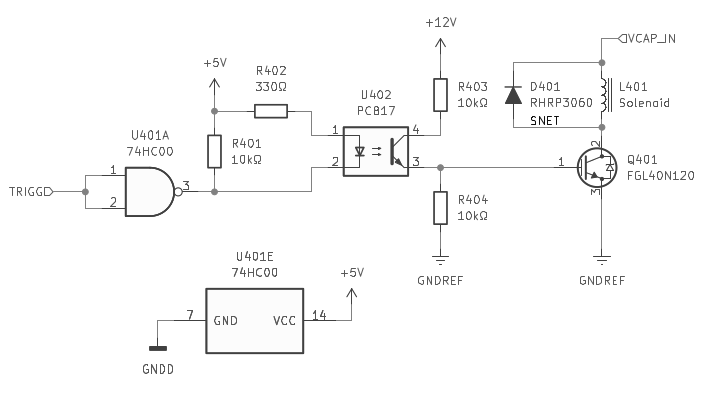 +12V
VCAP_IN
+5V
R402
330Ω
U402
PC817
R403
10kΩ
D401
RHRP3060
SNET
L401
Solenoid
U401A
74HC00
R401
10kΩ
1
2
3
TRIGGD
1
2
4
3
1
2
3
Q401
FGL40N120
R404
10kΩ
GNDREF
GNDREF
U401E
74HC00
+5V
7
GND
VCC
14
GNDD